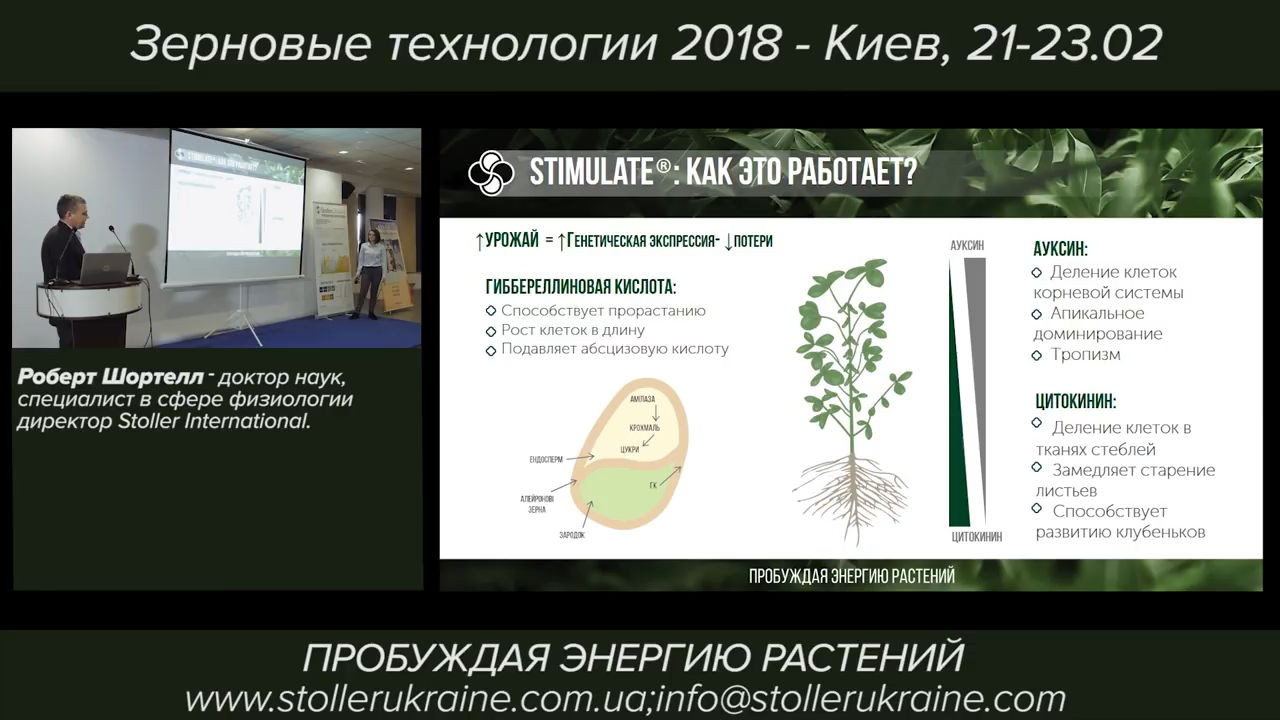 Зерновые технологии 2018 - Киев, 21-23.02
STIMULATE®: КАК ЭТО РАБОТАЕТ?
↑УРОЖАЙ = ↑ГЕНЕТИЧЕСКАЯ ЭКСПРЕССИЯ- ↓ПОТЕРИ
ГИББЕРЕЛЛИНОВАЯ КИСЛОТА:
Способствует прорастанию
Рост клеток в длину
Подавляет абсцизовую кислоту
АМІЛАЗА
КРОХМАЛЬ
ЦУКРИ
ЕНДОСПЕРМ
АЛЕЙРОНОВІ
ЗЕРНА
ГК
ЗАРОДОК
АУКСИН
ЦИТОКИНИН
АУКСИН:
Деление клеток
корневой системы
Апикальное
доминирование
Тропизм
ЦИТОКИНИН:
Деление клеток в
тканях стеблей
Замедляет старение
листьев
Способствует
развитию клубеньков
ПРОБУЖДАЯ ЭНЕРГИЮ РАСТЕНИЙ
Роберт Шортелл - доктор наук,
специалист в сфере физиологии
директор Stoller International.
ПРОБУЖДАЯ ЭНЕРГИЮ РАСТЕНИЙ
www.stollerukraine.com.ua;info@stollerukraine.com